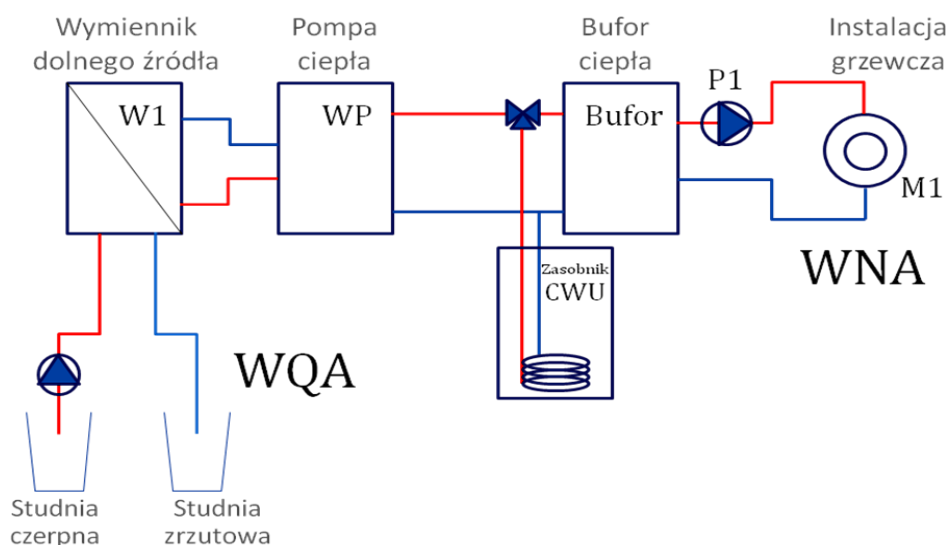 Wymiennik
dolnego źródła
Pompa
ciepła
Bufor
ciepła
Instalacja
grzewcza
W1
WP
Bufor
P1
M1
Zasobnik
CWU
WNA
WQA
Studnia
czerpna
Studnia
zrzutowa